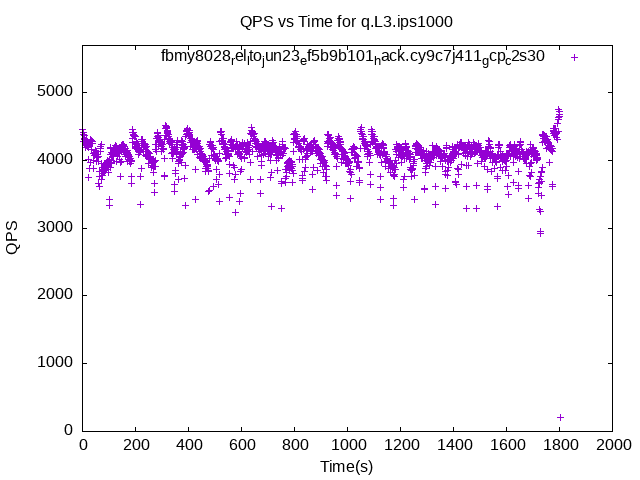 QPS vs Time for q.L3.ips1000
fbmy8028relltojun23ef5b9b101hack.cy9c7j411gcpc2s30
5000
4000
3000
2000
1000
0
QPS
0 200 400 600 800 1000 1200 1400 1600 1800 2000
Time(s)